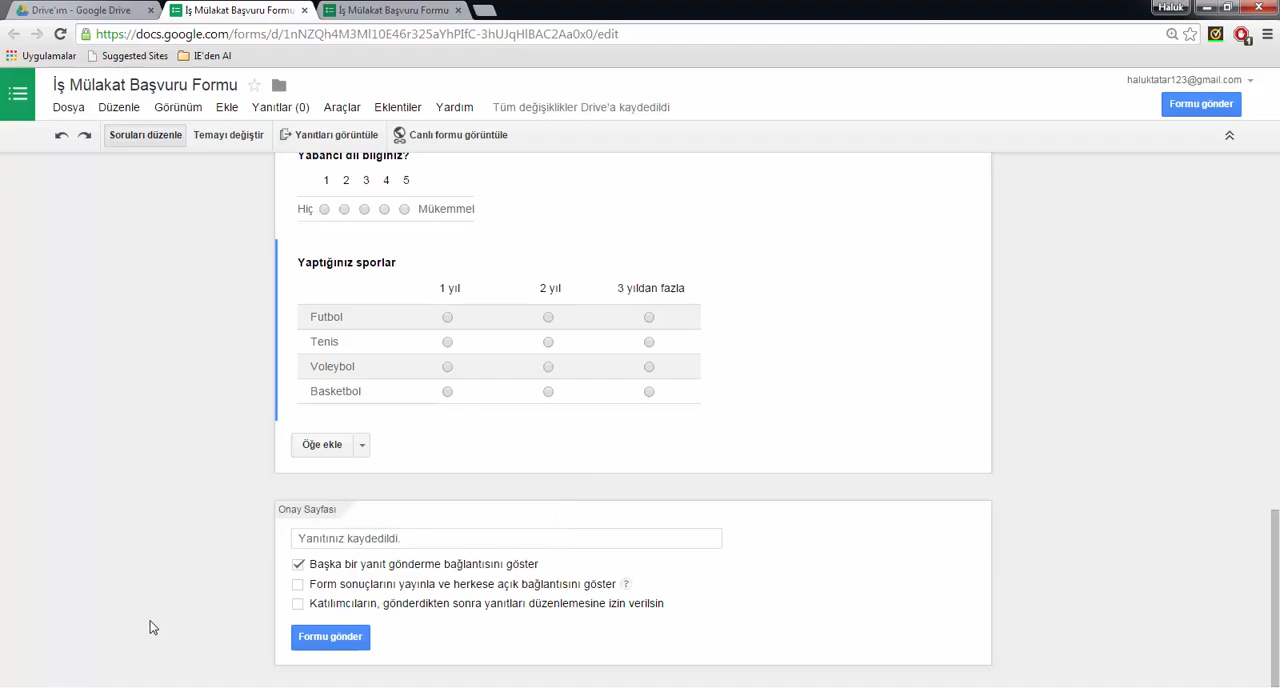 Drive'ım - Google Drive
İş Mülakat Başvuru Formu
İş Mülakat Başvuru Formu
Haluk
https://docs.google.com/forms/d/1nNZQh4M3Ml10E46r325aYhPIfC-3hUJqHlBAC2Aa0x0/edit
Uygulamalar Suggested Sites IE'den Al
İş Mülakat Başvuru Formu
haluktatar123@gmail.com
Dosya Düzenle Görünüm Ekle Yanıtlar (0) Araçlar Eklentiler Yardım Tüm değişiklikler Drive'a kaydedildi
Formu gönder
Soruları düzenle Temayı değiştir Yanıtları görüntüle Canlı formu görüntüle
Yabancı dil bilginiz?
1 2 3 4 5
Hiç Mükemmel
Yaptığınız sporlar
1 yıl 2 yıl 3 yıldan fazla
Futbol
Tenis
Voleybol
Basketbol
Öğe ekle
Onay Sayfası
Yanıtınız kaydedildi.
Başka bir yanıt gönderme bağlantısını göster
Form sonuçlarını yayınla ve herkese açık bağlantısını göster ?
Katılımcıların, gönderdikten sonra yanıtları düzenlemesine izin verilsin
Formu gönder